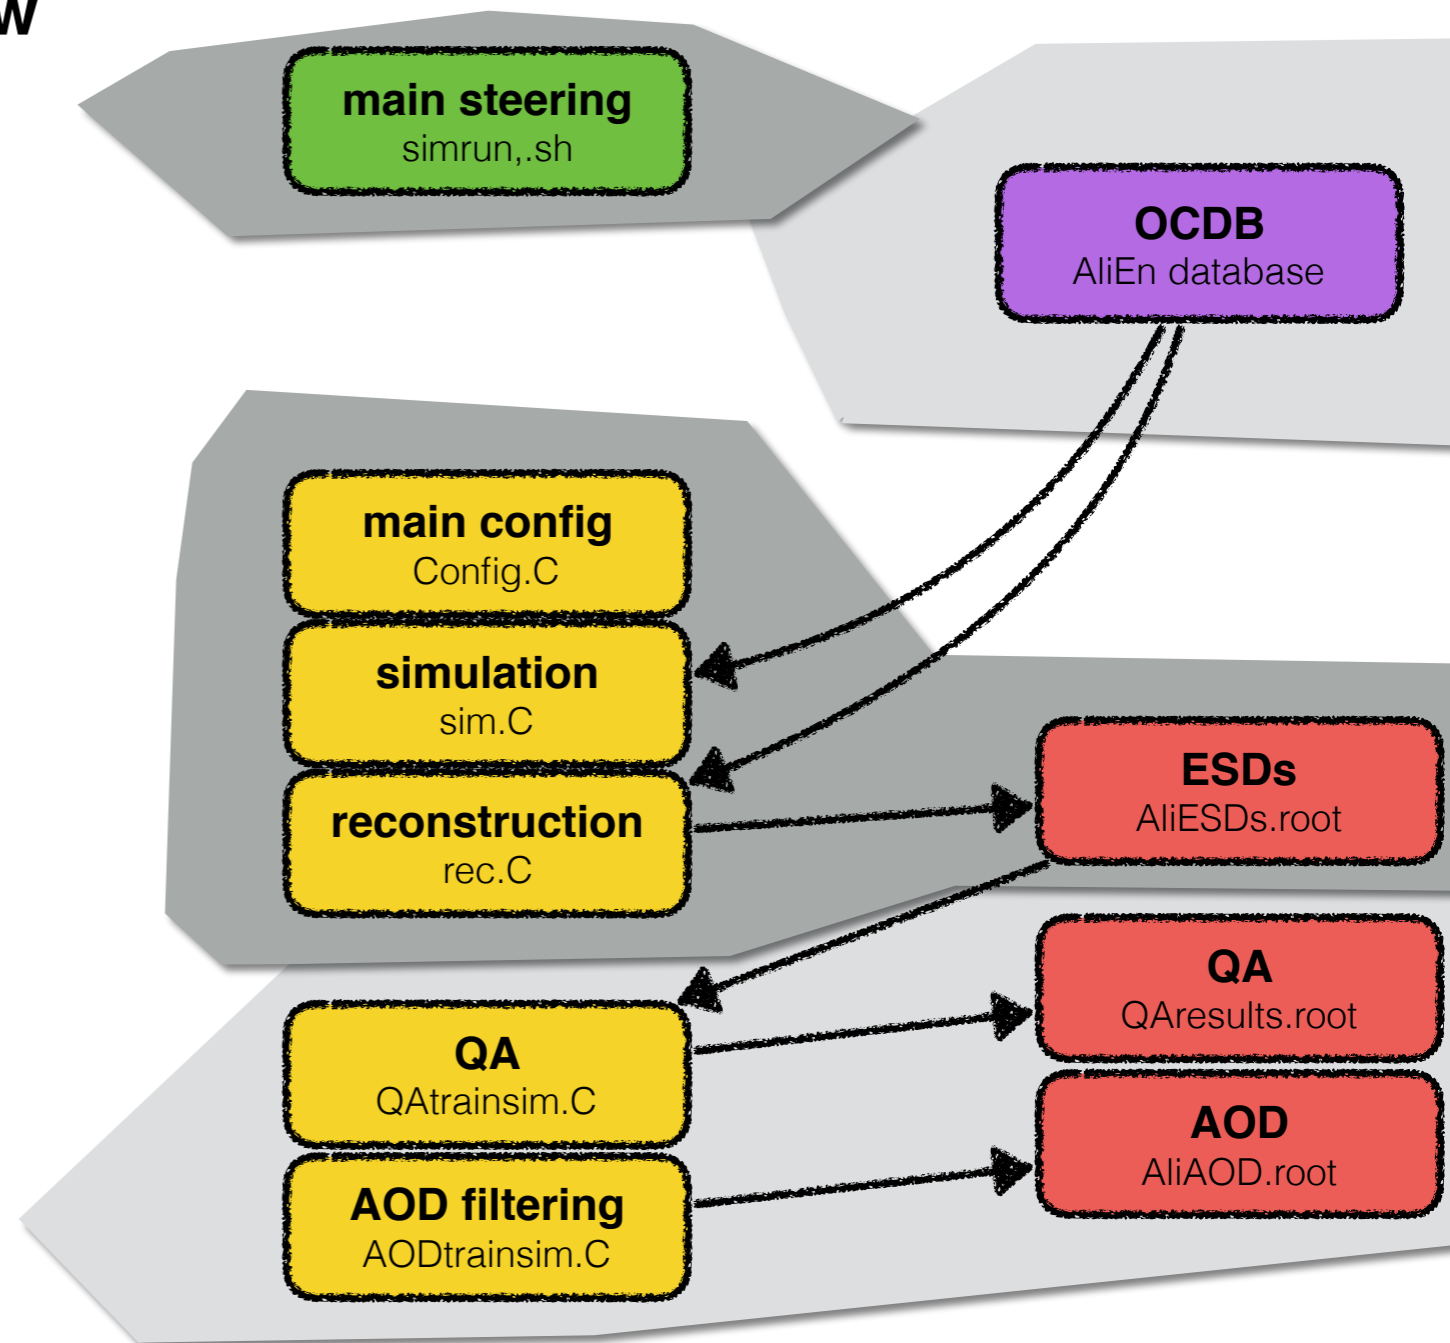 w
main steering
simrun,.sh
OCDB
AliEn database
main config
Config.C
simulation
sim.C
reconstruction
rec.C
ESDs
AliESDs.root
QA
QAresults.root
QA
QAtrainsim.C
AOD
AliAOD.root
AOD filtering
AODtrainsim.C